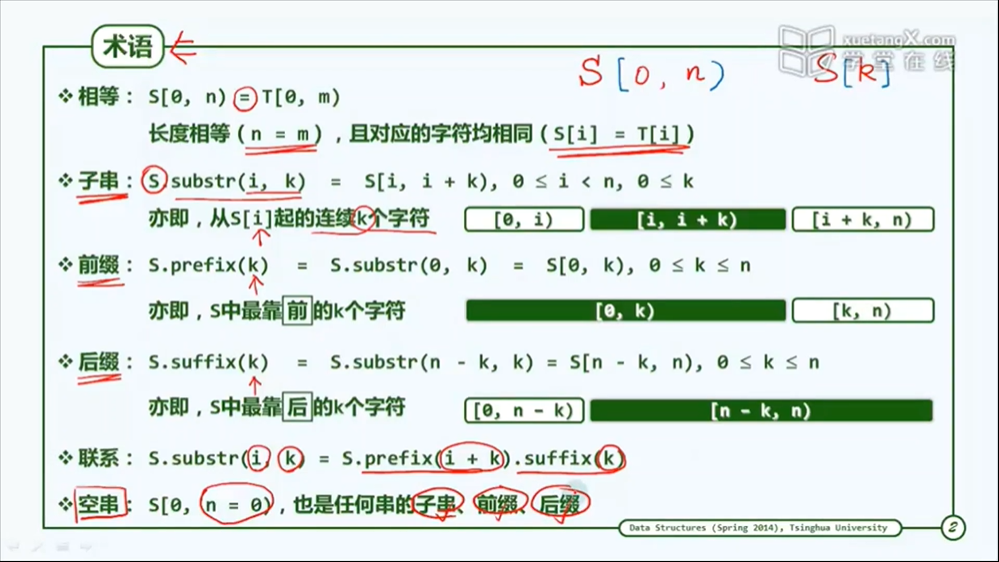 术语
xuetangX.com
学堂在线
S[0, n)
S[k]
❖相等： S[0, n) = T[0, m)
长度相等（n = m），且对应的字符均相同（S[i] = T[i]）
❖子串： S.substr(i, k) = S[i, i + k), 0 ≤ i < n, 0 ≤ k
亦即，从S[i]起的连续k个字符 [0, i) [i, i + k) [i + k, n)
❖前缀： S.prefix(k) = S.substr(0, k) = S[0, k), 0 ≤ k ≤ n
亦即，S中最靠前的k个字符 [0, k) [k, n)
❖后缀： S.suffix(k) = S.substr(n - k, k) = S[n - k, n), 0 ≤ k ≤ n
亦即，S中最靠后的k个字符 [0, n - k) [n - k, n)
❖联系： S.substr(i, k) = S.prefix(i + k).suffix(k)
❖空串： S[0, n = 0)，也是任何串的子串、前缀、后缀
Data Structures (Spring 2014), Tsinghua University 2